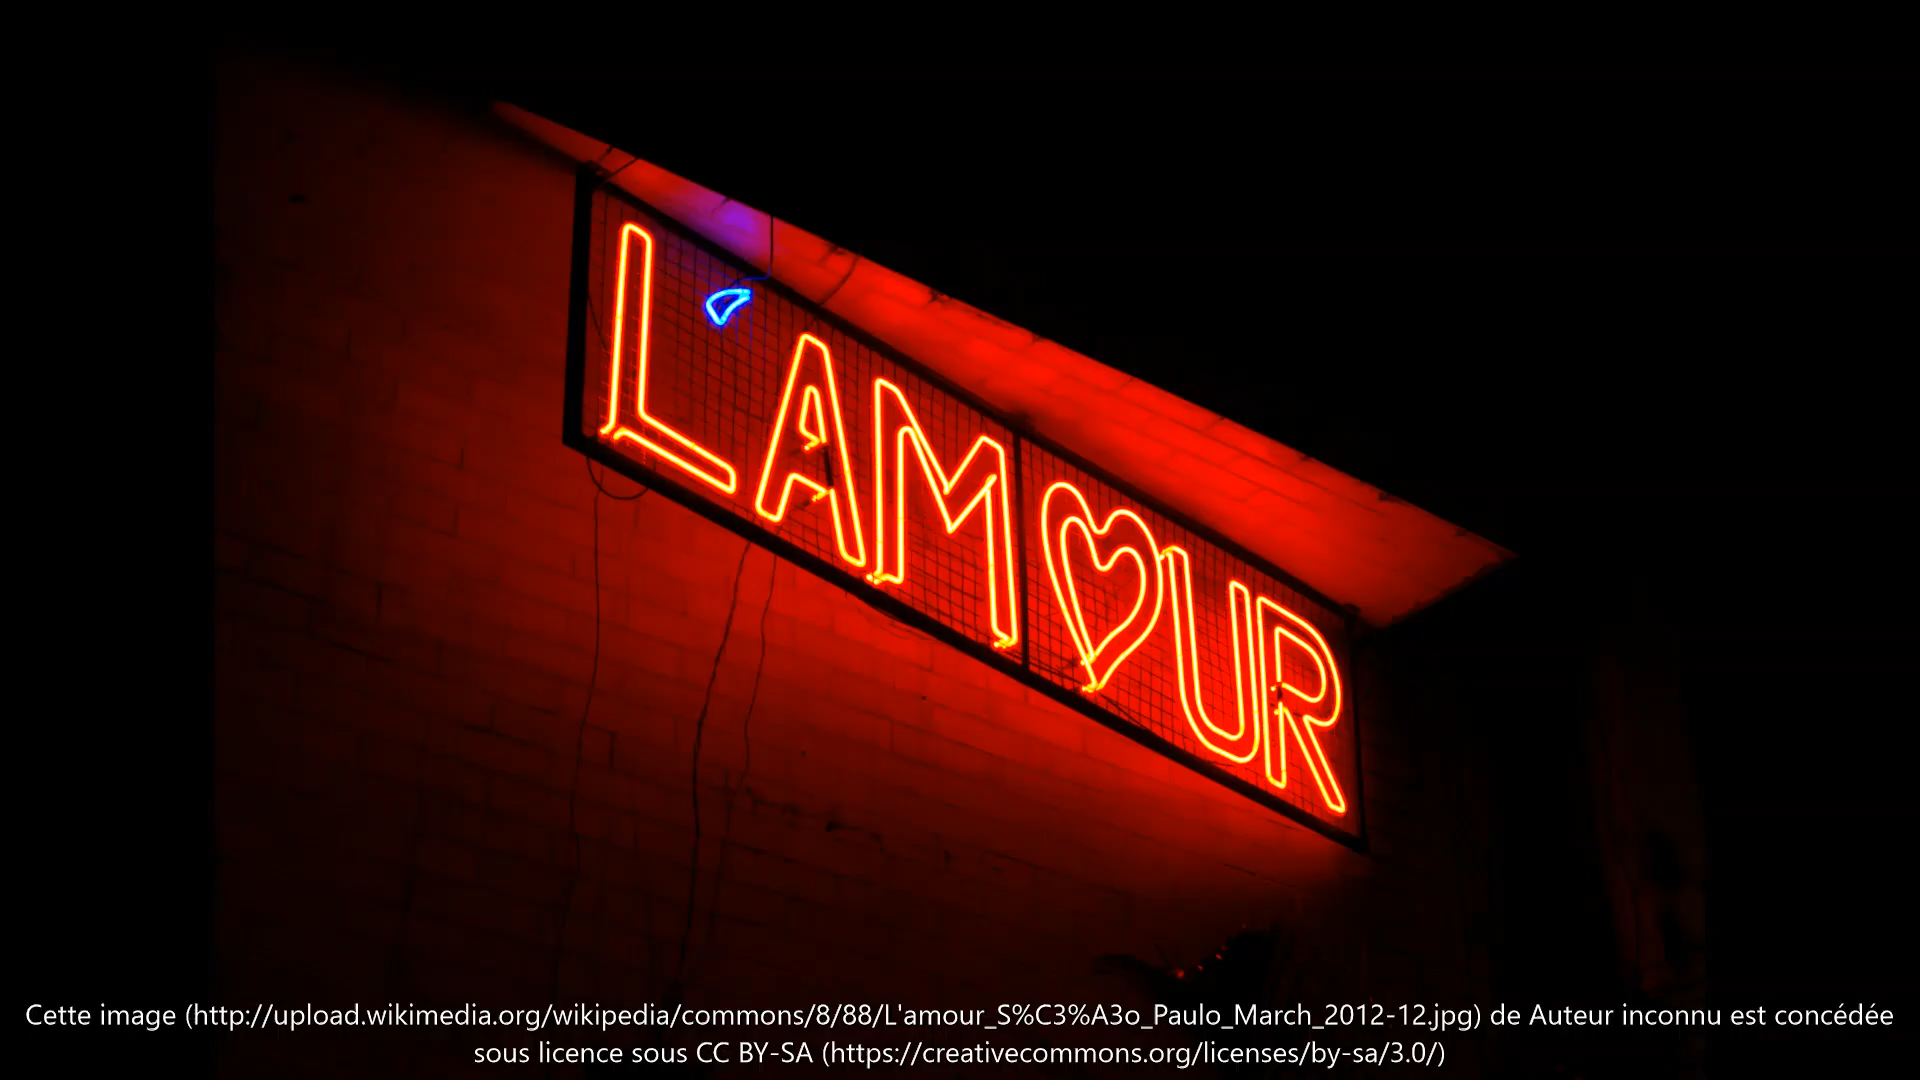 L'AMOUR
Cette image (http://upload.wikimedia.org/wikipedia/commons/8/88/L'amour_S%C3%A3o_Paulo_March_2012-12.jpg) de Auteur inconnu est concédée
sous licence sous CC BY-SA (https://creativecommons.org/licenses/by-sa/3.0/)